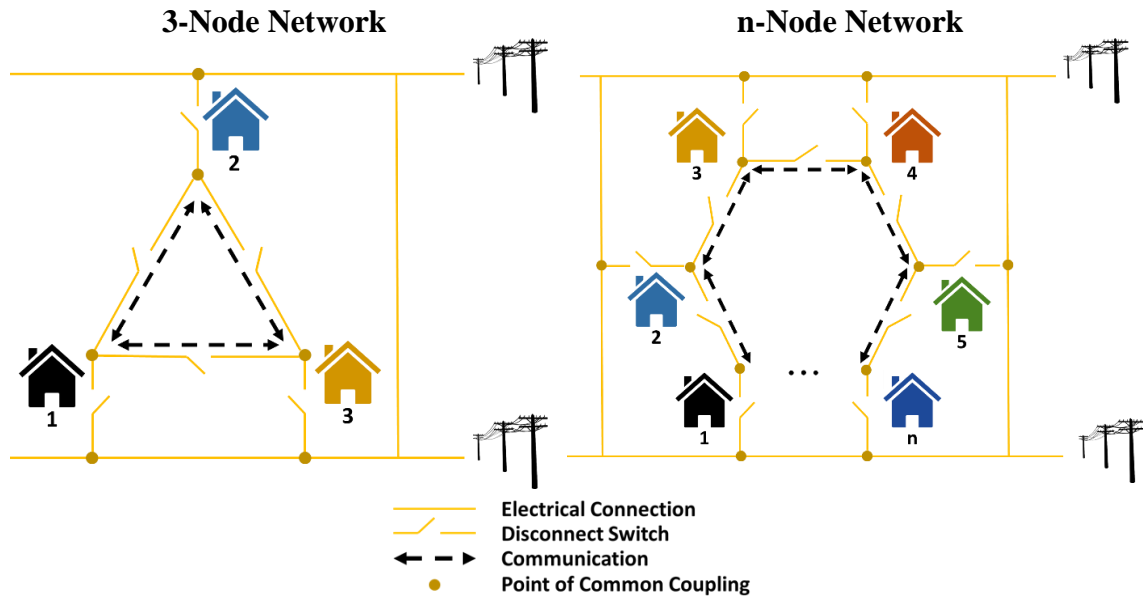 3-Node Network
2
1
3
n-Node Network
3
4
2
5
...
1
n
Electrical Connection
Disconnect Switch
Communication
Point of Common Coupling